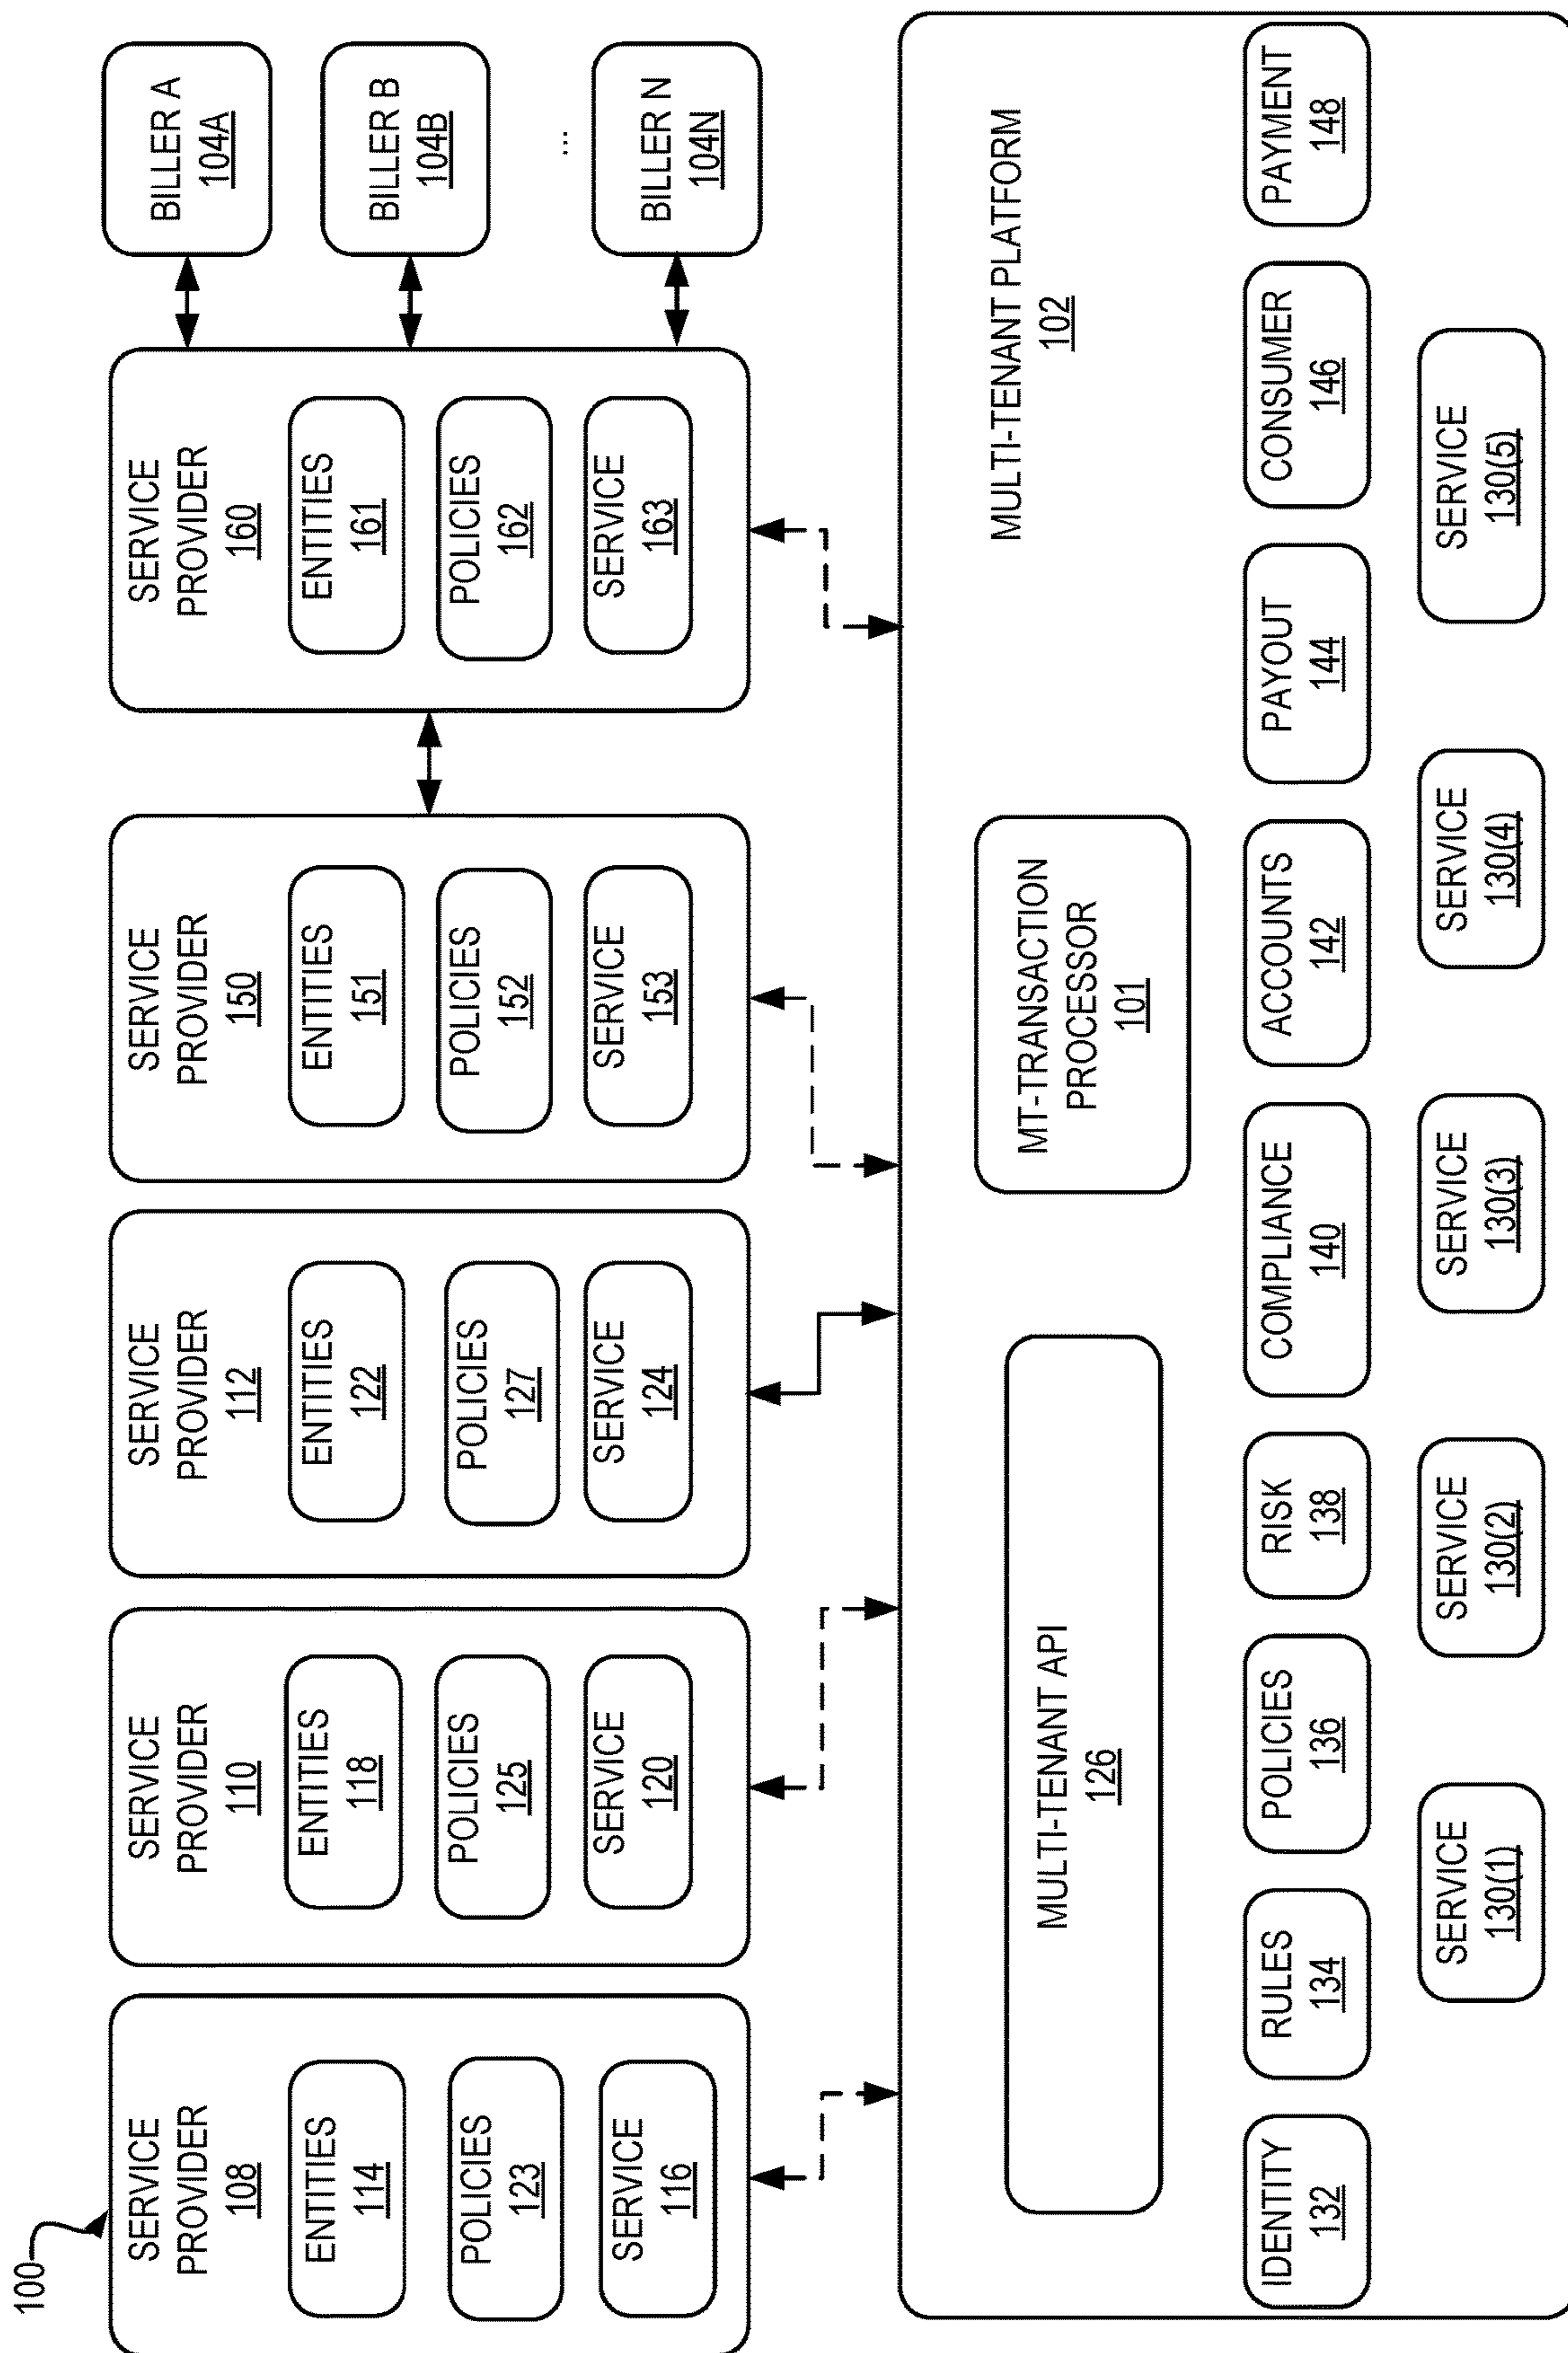 100
SERVICE
PROVIDER
108
ENTITIES
114
POLICIES
123
SERVICE
116
SERVICE
PROVIDER
110
ENTITIES
118
POLICIES
125
SERVICE
120
SERVICE
PROVIDER
112
ENTITIES
122
POLICIES
127
SERVICE
124
SERVICE
PROVIDER
150
ENTITIES
151
POLICIES
152
SERVICE
153
SERVICE
PROVIDER
160
ENTITIES
161
POLICIES
162
SERVICE
163
BILLER A
104A
BILLER B
104B
...
BILLER N
104N
MULTI-TENANT PLATFORM
102
MULTI-TENANT API
126
MT-TRANSACTION
PROCESSOR
101
IDENTITY
132
RULES
134
POLICIES
136
RISK
138
COMPLIANCE
140
ACCOUNTS
142
PAYOUT
144
CONSUMER
146
PAYMENT
148
SERVICE
130(1)
SERVICE
130(2)
SERVICE
130(3)
SERVICE
130(4)
SERVICE
130(5)